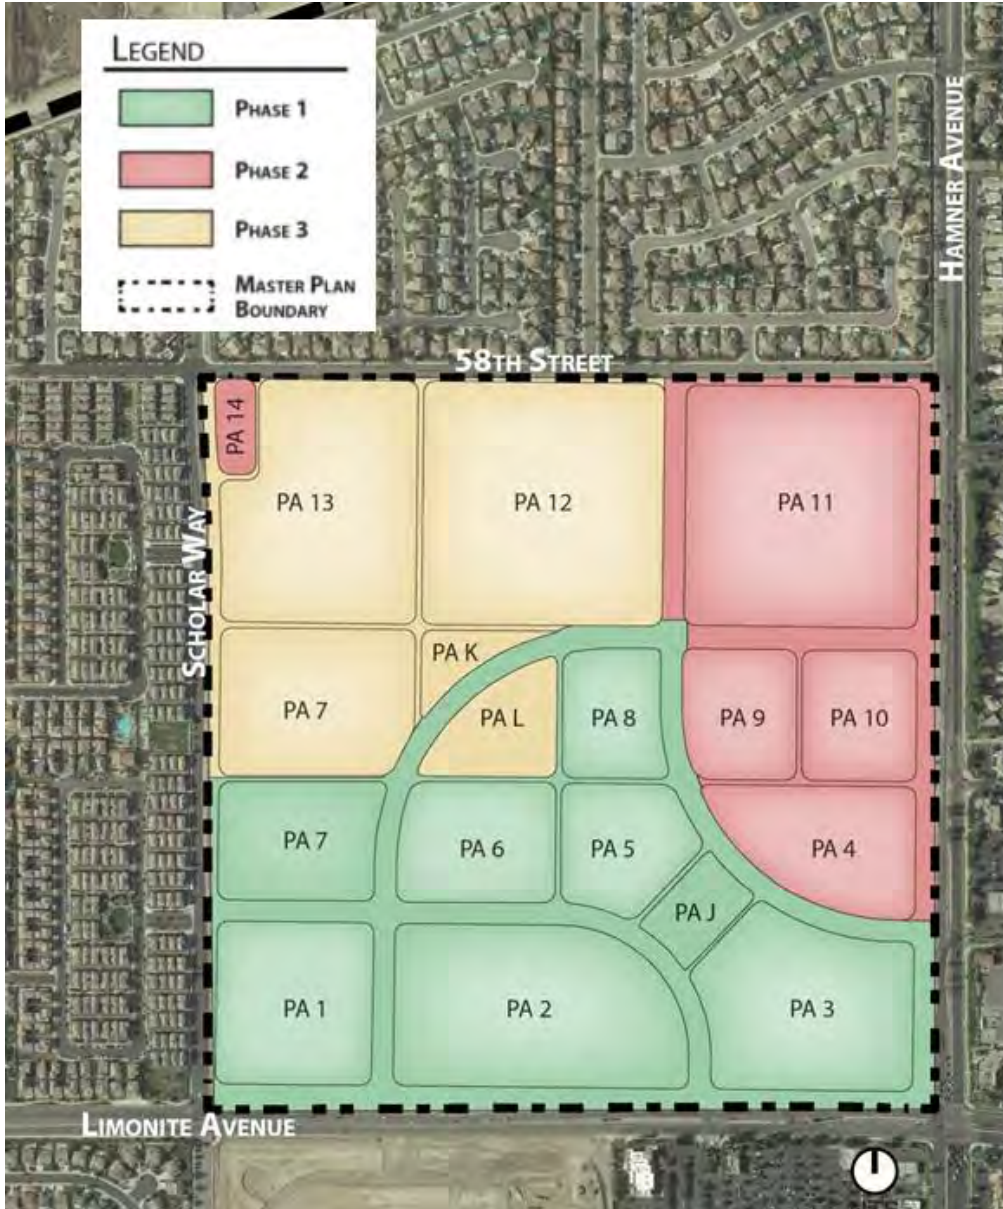 LEGEND
PHASE 1
PHASE 2
PHASE 3
MASTER PLAN
BOUNDARY
HAMNER AVENUE
58TH STREET
SCHOLAR WAY
PA 14
PA 13
PA 12
PA 11
PA K
PA 7
PA L
PA 8
PA 9
PA 10
PA 7
PA 6
PA 5
PA 4
PA J
PA 1
PA 2
PA 3
LIMONITE AVENUE